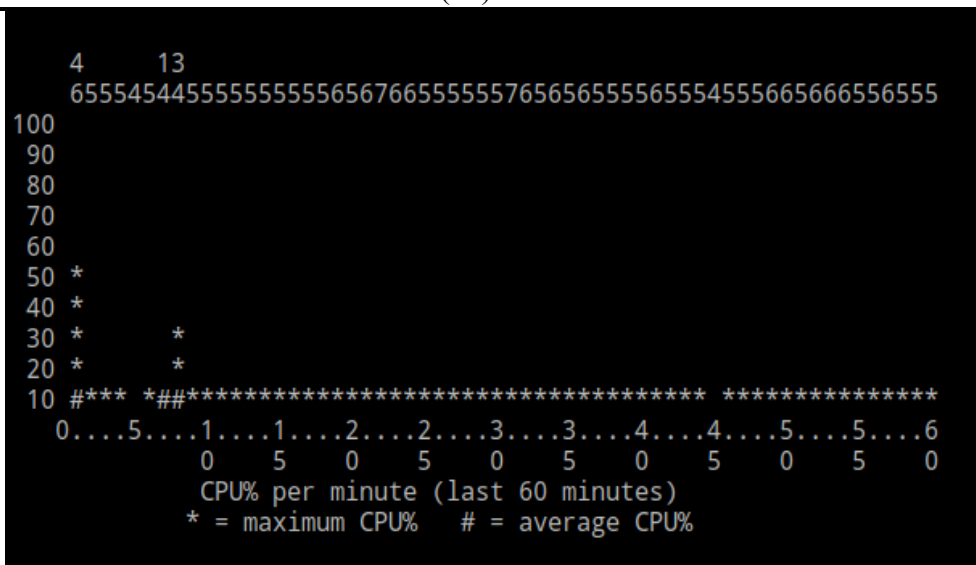 4     13
655545445555555555656766555555765656555565554555665666556555
100
90
80
70
60
50 *
40 *
30 *      *
20 *      *
10 #*** *##************************************ ***************
0....5....1....1....2....2....3....3....4....4....5....5....6
0    5    0    5    0    5    0    5    0    5    0
CPU% per minute (last 60 minutes)
* = maximum CPU%   # = average CPU%